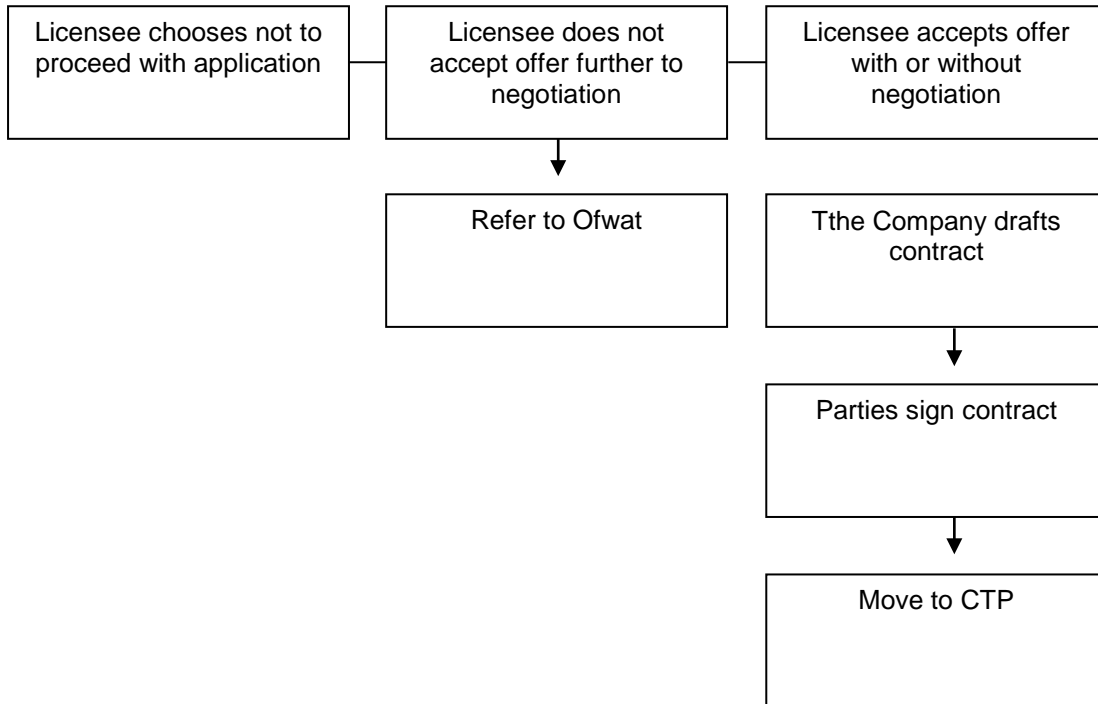 Licensee chooses not to
proceed with application
Licensee does not
accept offer further to
negotiation
Licensee accepts offer
with or without
negotiation
Refer to Ofwat
Tthe Company drafts
contract
Parties sign contract
Move to CTP